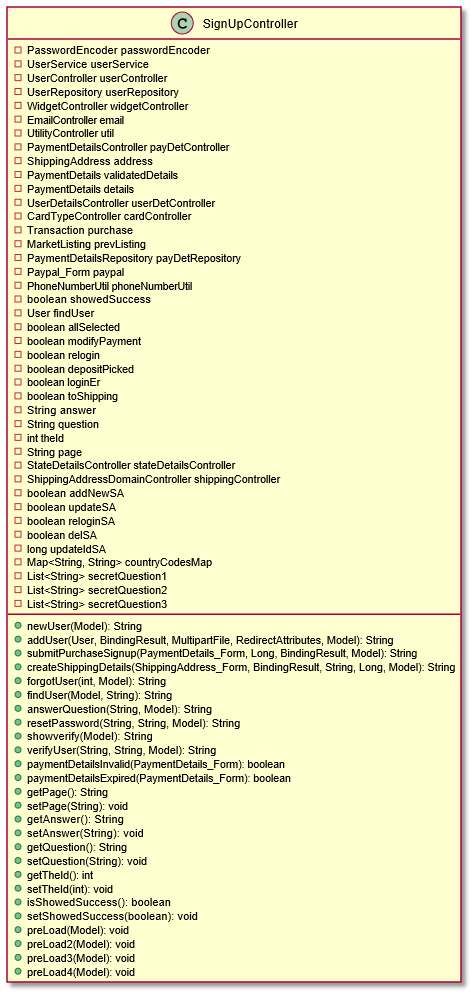 C SignUpController
PasswordEncoder passwordEncoder
UserService userService
UserController userController
UserRepository userRepository
WidgetController widgetController
EmailController email
UtilityController util
PaymentDetailsController payDetController
ShippingAddress address
PaymentDetails validatedDetails
PaymentDetails details
UserDetailsController userDetController
CardTypeController cardController
Transaction purchase
MarketListing prevListing
PaymentDetailsRepository payDetRepository
Paypal_Form paypal
PhoneNumberUtil phoneNumberUtil
boolean showedSuccess
User findUser
boolean allSelected
boolean modifyPayment
boolean relogin
boolean depositPicked
boolean loginEr
boolean toShipping
String answer
String question
int theId
String page
StateDetailsController stateDetailsController
ShippingAddressDomainController shippingController
boolean addNewSA
boolean updateSA
boolean reloginSA
boolean delSA
long updateIdSA
Map<String, String> countryCodesMap
List<String> secretQuestion1
List<String> secretQuestion2
List<String> secretQuestion3
newUser(Model): String
addUser(User, BindingResult, MultipartFile, RedirectAttributes, Model): String
submitPurchaseSignup(PaymentDetails_Form, Long, BindingResult, Model): String
createShippingDetails(ShippingAddress_Form, BindingResult, String, Long, Model): String
forgotUser(int, Model): String
findUser(Model, String): String
answerQuestion(String, Model): String
resetPassword(String, String, Model): String
showverify(Model): String
verifyUser(String, String, Model): String
paymentDetailsInvalid(PaymentDetails_Form): boolean
paymentDetailsExpired(PaymentDetails_Form): boolean
getPage(): String
setPage(String): void
getAnswer(): String
setAnswer(String): void
getQuestion(): String
setQuestion(String): void
getTheId(): int
setTheId(int): void
isShowedSuccess(): boolean
setShowedSuccess(boolean): void
preLoad(Model): void
preLoad2(Model): void
preLoad3(Model): void
preLoad4(Model): void